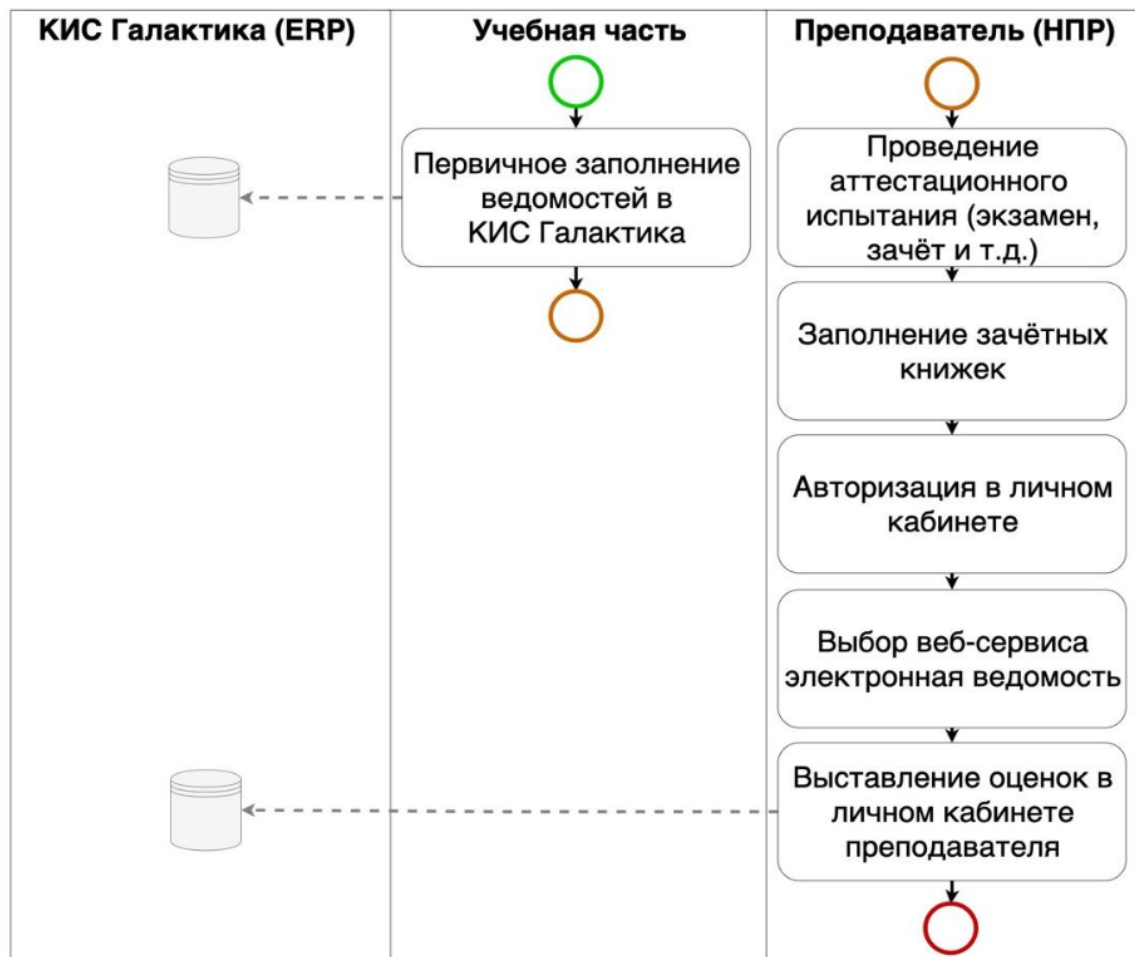 КИС Галактика (ERP)
Учебная часть
Преподаватель (НПР)
Первичное заполнение
ведомостей в
КИС Галактика
Проведение
аттестационного
испытания (экзамен,
зачёт и т.д.)
Заполнение зачётных
книжек
Авторизация в личном
кабинете
Выбор веб-сервиса
электронная ведомость
Выставление оценок в
личном кабинете
преподавателя